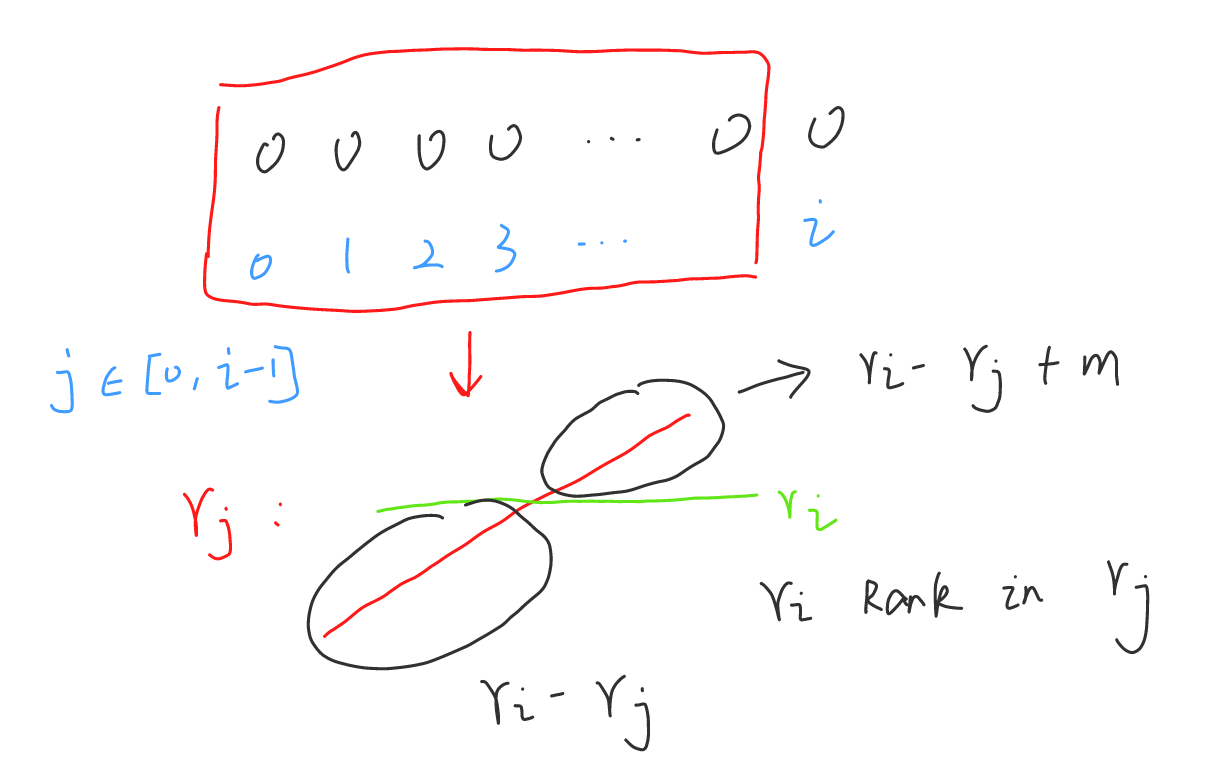 0 0 0 0 ... 0 0
0 1 2 3 ... i
j ∈ [0, i-1]
r_i - r_j + m
r_j :
r_i
r_i Rank in r_j
r_i - r_j